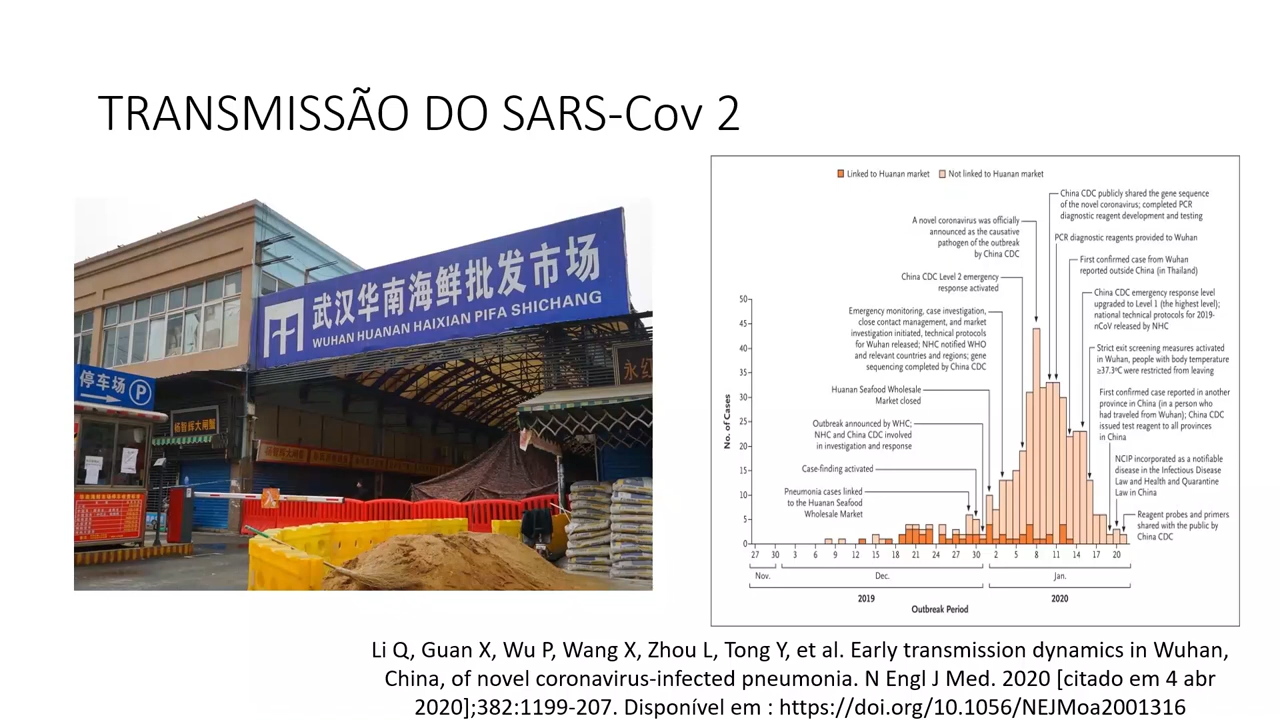 TRANSMISSÃO DO SARS-Cov 2
武汉华南海鲜批发市场
WUHAN HUANAN HAIXIAN PIFA SHICHANG
停车场 P
杨智辉大闸蟹
永红
Linked to Huanan market
Not linked to Huanan market
China CDC publicly shared the gene sequence
of the novel coronavirus; completed PCR
diagnostic reagent development and testing
A novel coronavirus was officially
announced as the causative
pathogen of the outbreak
by China CDC
PCR diagnostic reagents provided to Wuhan
First confirmed case from Wuhan
reported outside China (in Thailand)
China CDC Level 2 emergency
response activated
China CDC emergency response level
upgraded to Level 1 (the highest level);
national technical protocols for 2019-
nCoV released by NHC
Emergency monitoring, case investigation,
close contact management, and market
investigation initiated, technical protocols
for Wuhan released; NHC notified WHO
and relevant countries and regions; gene
sequencing completed by China CDC
Strict exit screening measures activated
in Wuhan, people with body temperature
≥37.3ºC were restricted from leaving
Huanan Seafood Wholesale
Market closed
First confirmed case reported in another
province in China (in a person who
had traveled from Wuhan); China CDC
issued test reagent to all provinces
in China
Outbreak announced by WHC;
NHC and China CDC involved
in investigation and response
NCIP incorporated as a notifiable
disease in the Infectious Disease
Law and Health and Quarantine
Law in China
Case-finding activated
Pneumonia cases linked
to the Huanan Seafood
Wholesale Market
Reagent probes and primers
shared with the public by
China CDC
No. of Cases
50
45
40
35
30
25
20
15
10
5
0
27 30 3 6 9 12 15 18 21 24 27 30 2 5 8 11 14 17 20
Nov. Dec. Jan.
2019 2020
Outbreak Period
Li Q, Guan X, Wu P, Wang X, Zhou L, Tong Y, et al. Early transmission dynamics in Wuhan,
China, of novel coronavirus-infected pneumonia. N Engl J Med. 2020 [citado em 4 abr
2020];382:1199-207. Disponível em : https://doi.org/10.1056/NEJMoa2001316